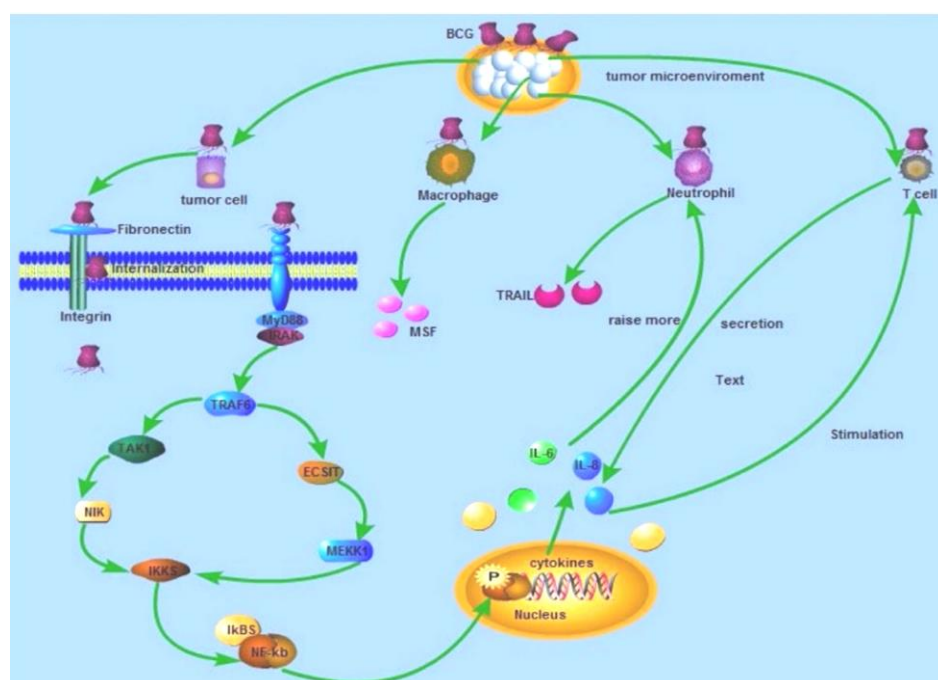 BCG
tumor microenviroment
tumor cell
Macrophage
Neutrophil
T cell
Fibronectin
Internalization
Integrin
MyD88
IRAK
TRAIL
MSF
raise more
secretion
Text
TRAF6
TAK1
ECSIT
IL-6
IL-8
Stimulation
NIK
MEKK1
IKKS
cytokines
P
Nucleus
IkBS
NF-kb